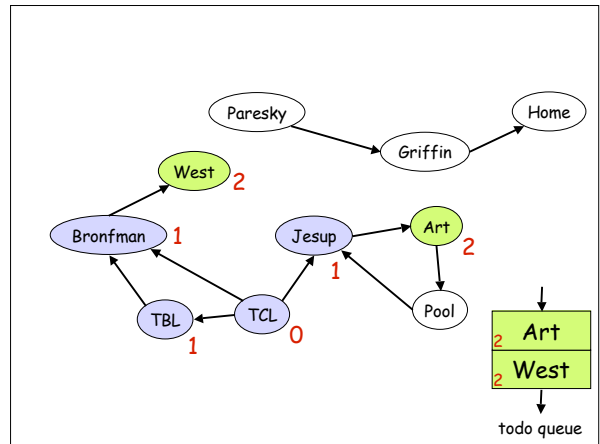 Paresky
Home
Griffin
West
2
Bronfman
1
Jesup
1
Art
2
TBL
1
TCL
0
Pool
2 Art
2 West
todo queue